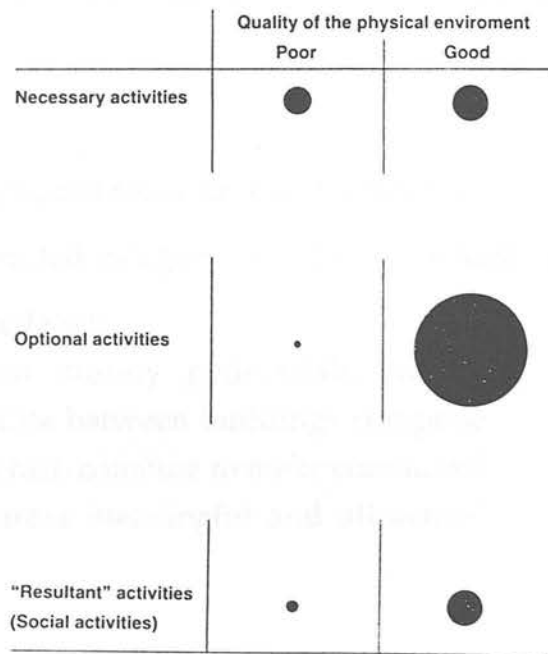 Quality of the physical enviroment
Poor Good
Necessary activities
Optional activities
"Resultant" activities
(Social activities)